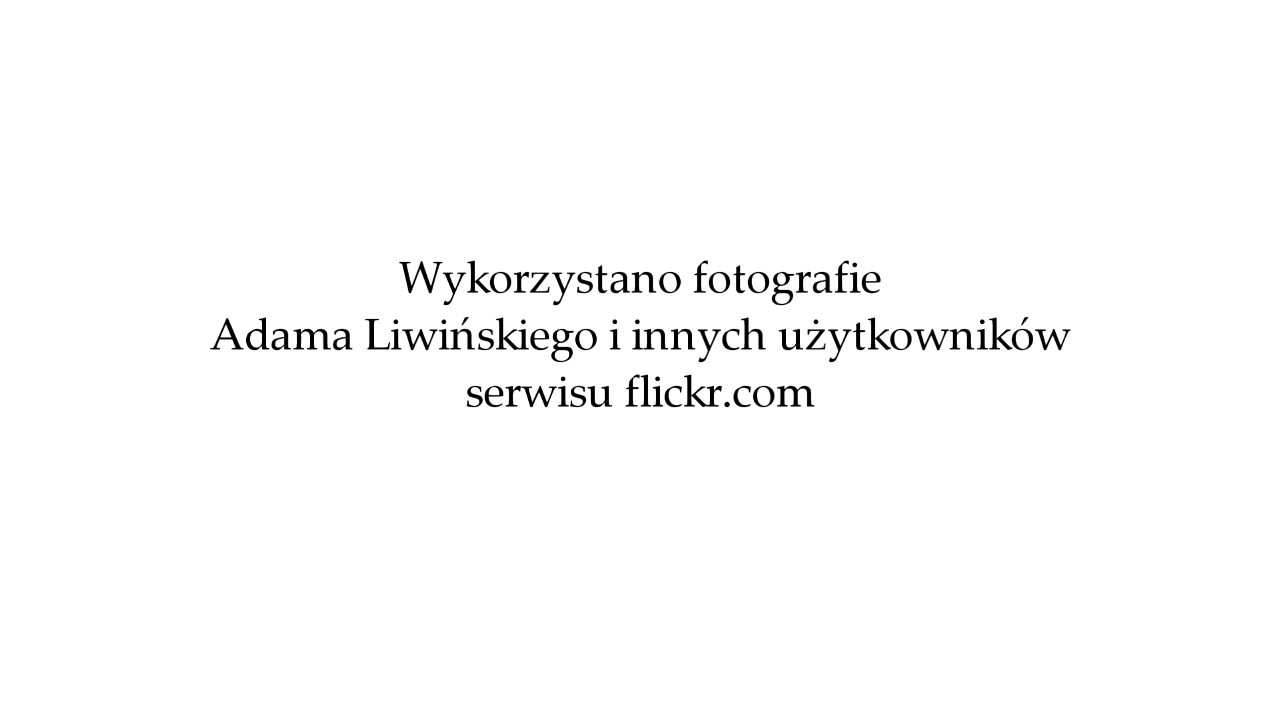 Wykorzystano fotografie
Adama Liwińskiego i innych użytkowników
serwisu flickr.com